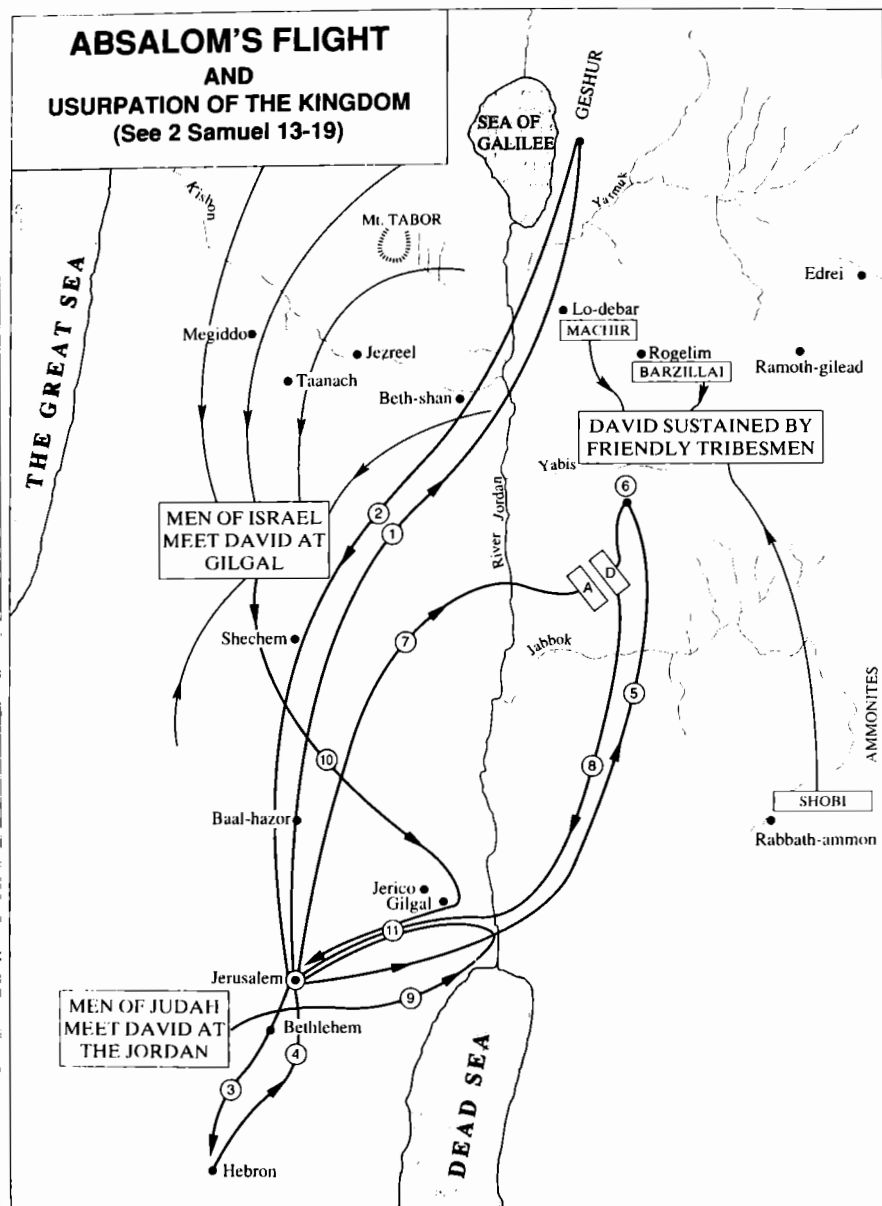 ABSALOM'S FLIGHT
AND
USURPATION OF THE KINGDOM
(See 2 Samuel 13-19)
GESHUR
SEA OF
GALILEE
Kishon
Yarmuk
Mt. TABOR
THE GREAT SEA
Edrei
Lo-debar
MACHIR
Megiddo
Jezreel
Rogelim
BARZILLAI
Ramoth-gilead
Taanach
Beth-shan
DAVID SUSTAINED BY
FRIENDLY TRIBESMEN
Yabis
River Jordan
6
2
1
MEN OF ISRAEL
MEET DAVID AT
GILGAL
A
D
7
Shechem
Jabbok
5
AMMONITES
10
8
SHOBI
Rabbath-ammon
Baal-hazor
Jerico
Gilgal
11
Jerusalem
9
MEN OF JUDAH
MEET DAVID AT
THE JORDAN
Bethlehem
4
3
DEAD SEA
Hebron